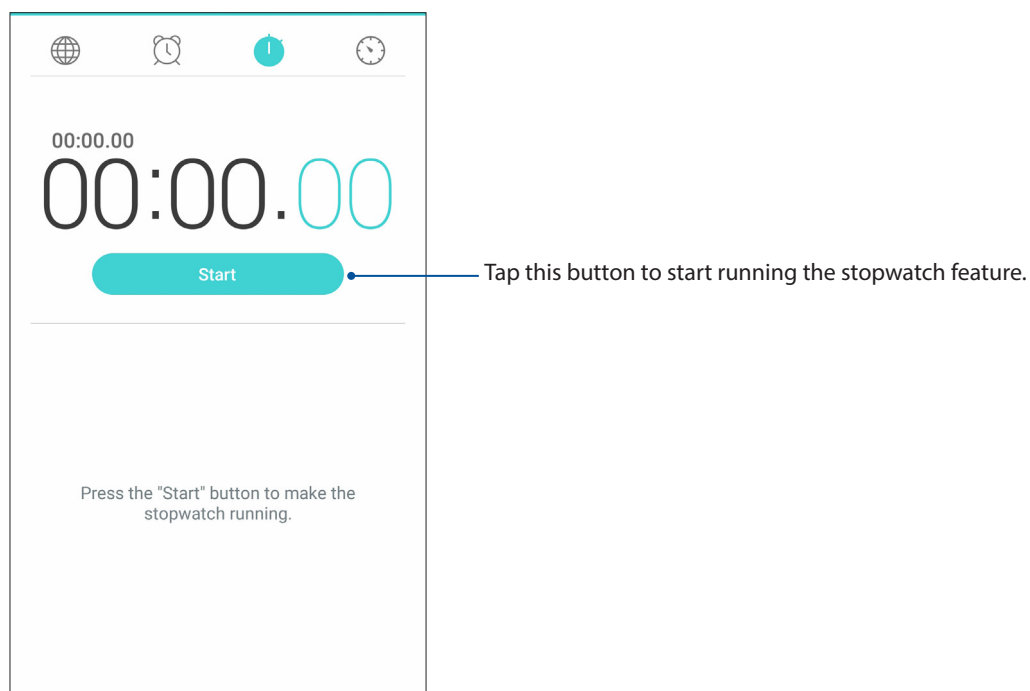 00:00.00
00:00.00
Start
Tap this button to start running the stopwatch feature.
Press the "Start" button to make the
stopwatch running.